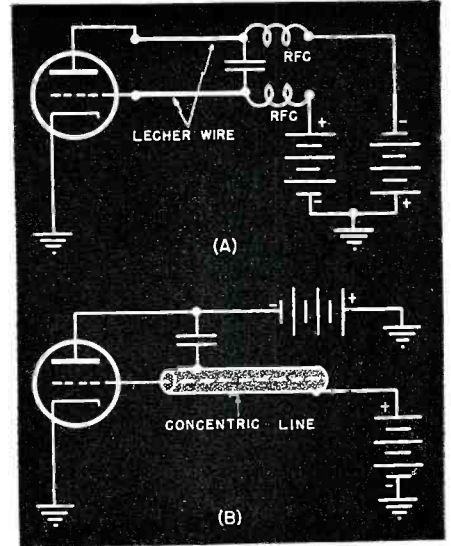 RFC
RFC
LECHER WIRE
+
-
-
+
(A)
- +
+
-
CONCENTRIC LINE
(B)